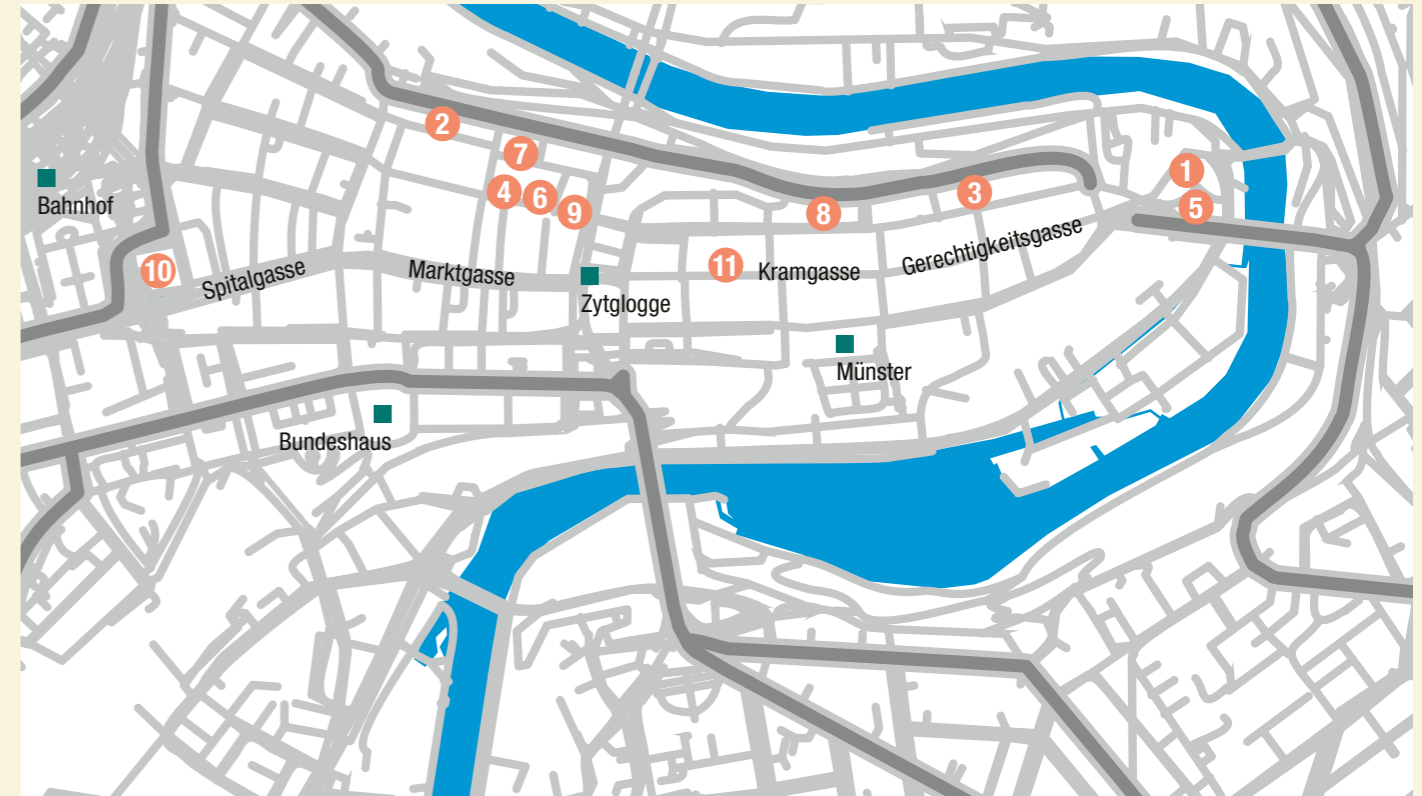 2
7
1
Bahnhof
4
6
9
3
5
8
10
Spitalgasse
Marktgasse
11
Kramgasse
Gerechtigkeitsgasse
Zytglogge
Münster
Bundeshaus